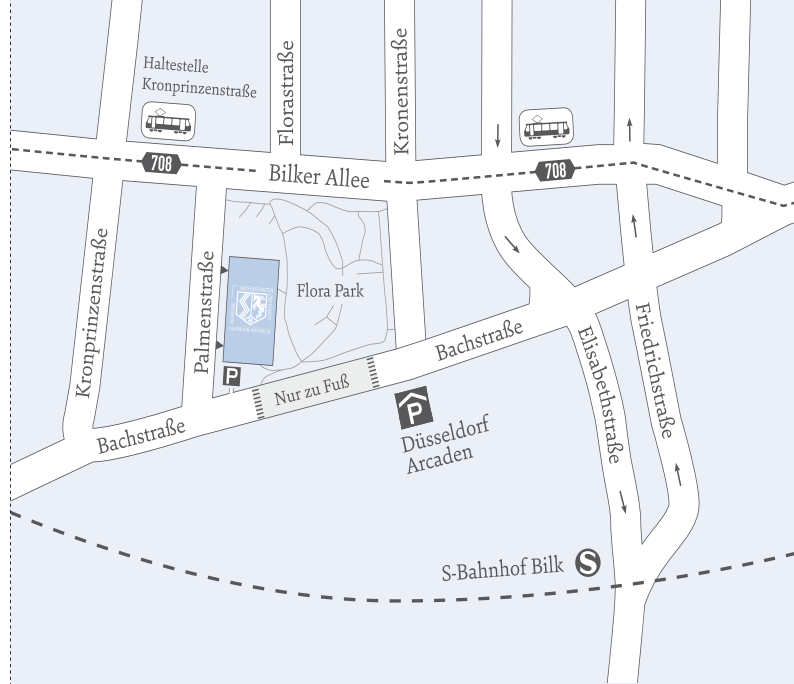 Haltestelle
Kronprinzenstraße
Florastraße
Kronenstraße
708
Bilker Allee
708
Kronprinzenstraße
Palmenstraße
Flora Park
P
Nur zu Fuß
Bachstraße
Bachstraße
P
Düsseldorf
Arcaden
Elisabethstraße
Friedrichstraße
S-Bahnhof Bilk
S